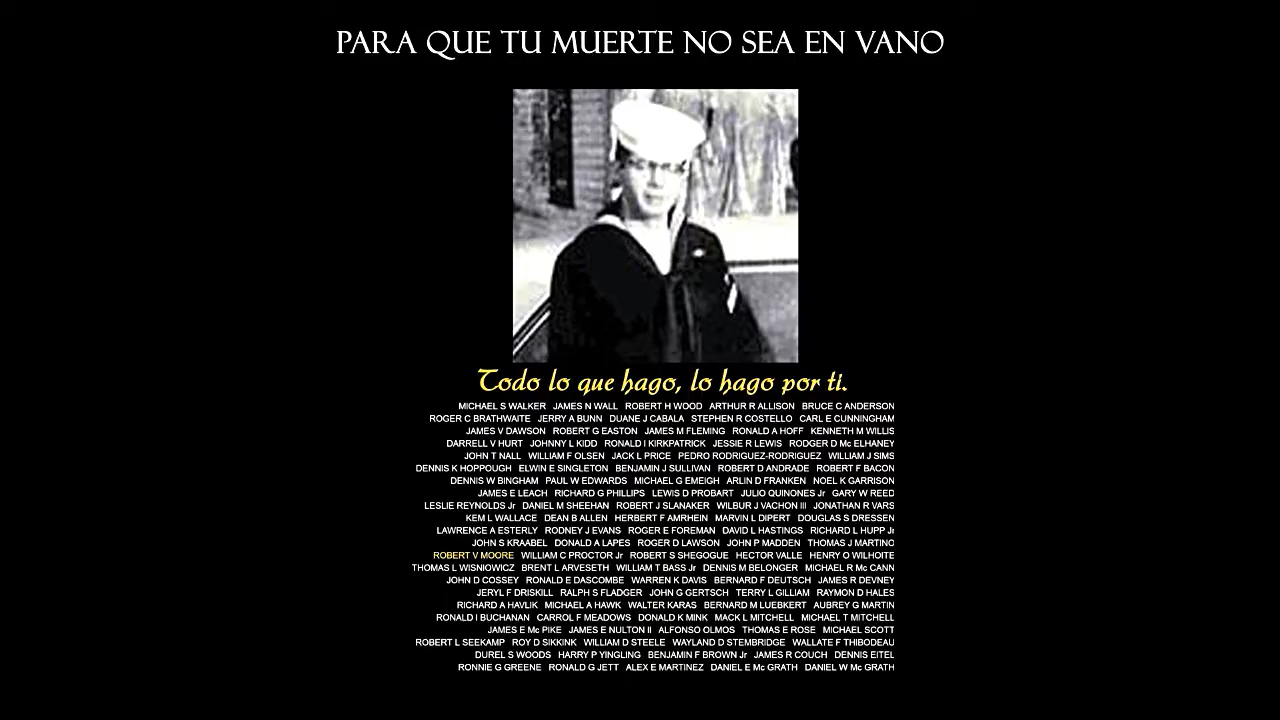 PARA QUE TU MUERTE NO SEA EN VANO
Todo lo que hago, lo hago por ti.
MICHAEL S WALKER JAMES N WALL ROBERT H WOOD ARTHUR R ALLISON BRUCE C ANDERSON
ROGER C BRATHWAITE JERRY A BUNN DUANE J CABALA STEPHEN R COSTELLO CARL E CUNNINGHAM
JAMES V DAWSON ROBERT G EASTON JAMES M FLEMING RONALD A HOFF KENNETH M WILLIS
DARRELL V HURT JOHNNY L KIDD RONALD I KIRKPATRICK JESSIE R LEWIS RODGER D Mc ELHANEY
JOHN T NALL WILLIAM F OLSEN JACK L PRICE PEDRO RODRIGUEZ-RODRIGUEZ WILLIAM J SIMS
DENNIS K HOPPOUGH ELWIN E SINGLETON BENJAMIN J SULLIVAN ROBERT D ANDRADE ROBERT F BACON
DENNIS W BINGHAM PAUL W EDWARDS MICHAEL G EMEIGH ARLIN D FRANKEN NOEL K GARRISON
JAMES E LEACH RICHARD G PHILLIPS LEWIS D PROBART JULIO QUINONES Jr GARY W REED
LESLIE REYNOLDS Jr DANIEL M SHEEHAN ROBERT J SLANAKER WILBUR J VACHON III JONATHAN R VARS
KEM L WALLACE DEAN B ALLEN HERBERT F AMRHEIN MARVIN L DIPERT DOUGLAS S DRESSEN
LAWRENCE A ESTERLY RODNEY J EVANS ROGER E FOREMAN DAVID L HASTINGS RICHARD L HUPP Jr
JOHN S KRAABEL DONALD A LAPES ROGER D LAWSON JOHN P MADDEN THOMAS J MARTINO
ROBERT V MOORE WILLIAM C PROCTOR Jr ROBERT S SHEGOGUE HECTOR VALLE HENRY O WILHOITE
THOMAS L WISNIOWICZ BRENT L ARVESETH WILLIAM T BASS Jr DENNIS M BELONGER MICHAEL R Mc CANN
JOHN D COSSEY RONALD E DASCOMBE WARREN K DAVIS BERNARD F DEUTSCH JAMES R DEVNEY
JERYL F DRISKILL RALPH S FLADGER JOHN G GERTSCH TERRY L GILLIAM RAYMON D HALES
RICHARD A HAVLIK MICHAEL A HAWK WALTER KARAS BERNARD M LUEBKERT AUBREY G MARTIN
RONALD I BUCHANAN CARROL F MEADOWS DONALD K MINK MACK L MITCHELL MICHAEL T MITCHELL
JAMES E Mc PIKE JAMES E NULTON II ALFONSO OLMOS THOMAS E ROSE MICHAEL SCOTT
ROBERT L SEEKAMP ROY D SIKKINK WILLIAM D STEELE WAYLAND D STEMBRIDGE WALLATE F THIBODEAU
DUREL S WOODS HARRY P YINGLING BENJAMIN F BROWN Jr JAMES R COUCH DENNIS EITEL
RONNIE G GREENE RONALD G JETT ALEX E MARTINEZ DANIEL E Mc GRATH DANIEL W Mc GRATH